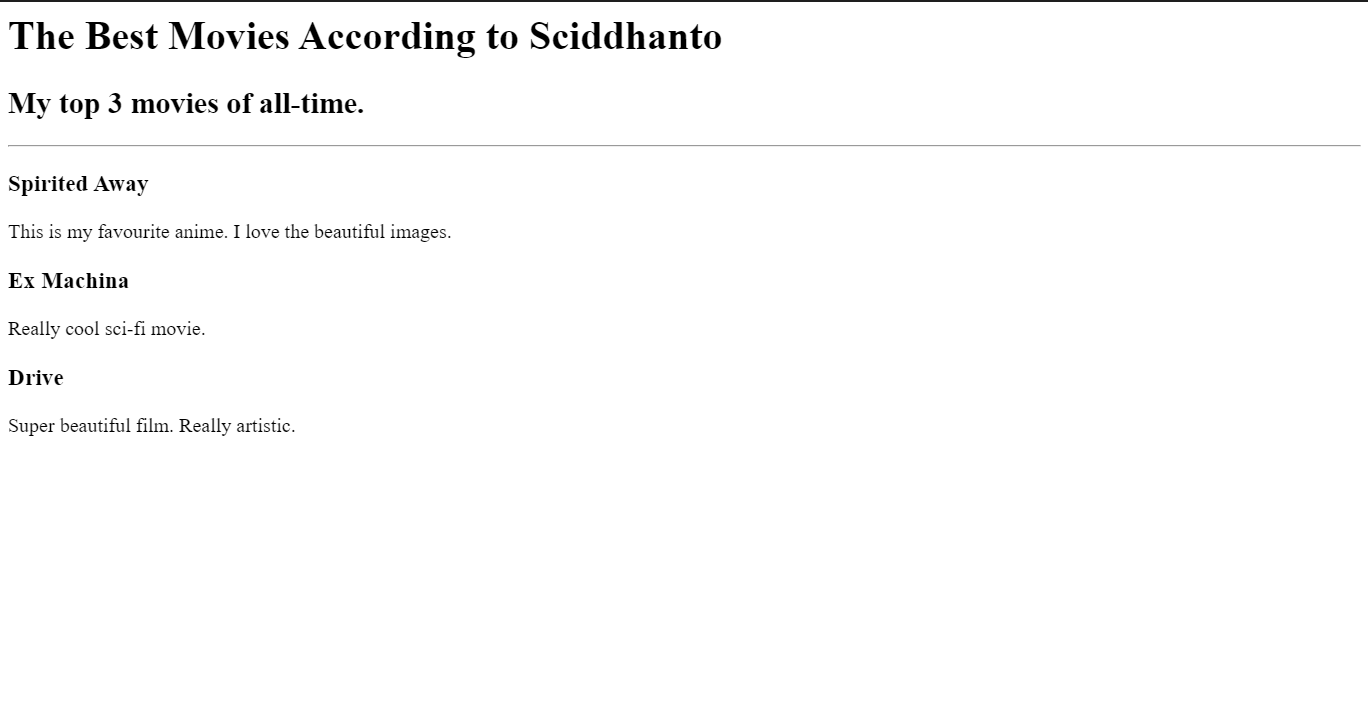 The Best Movies According to Sciddhanto
My top 3 movies of all-time.
Spirited Away
This is my favourite anime. I love the beautiful images.
Ex Machina
Really cool sci-fi movie.
Drive
Super beautiful film. Really artistic.